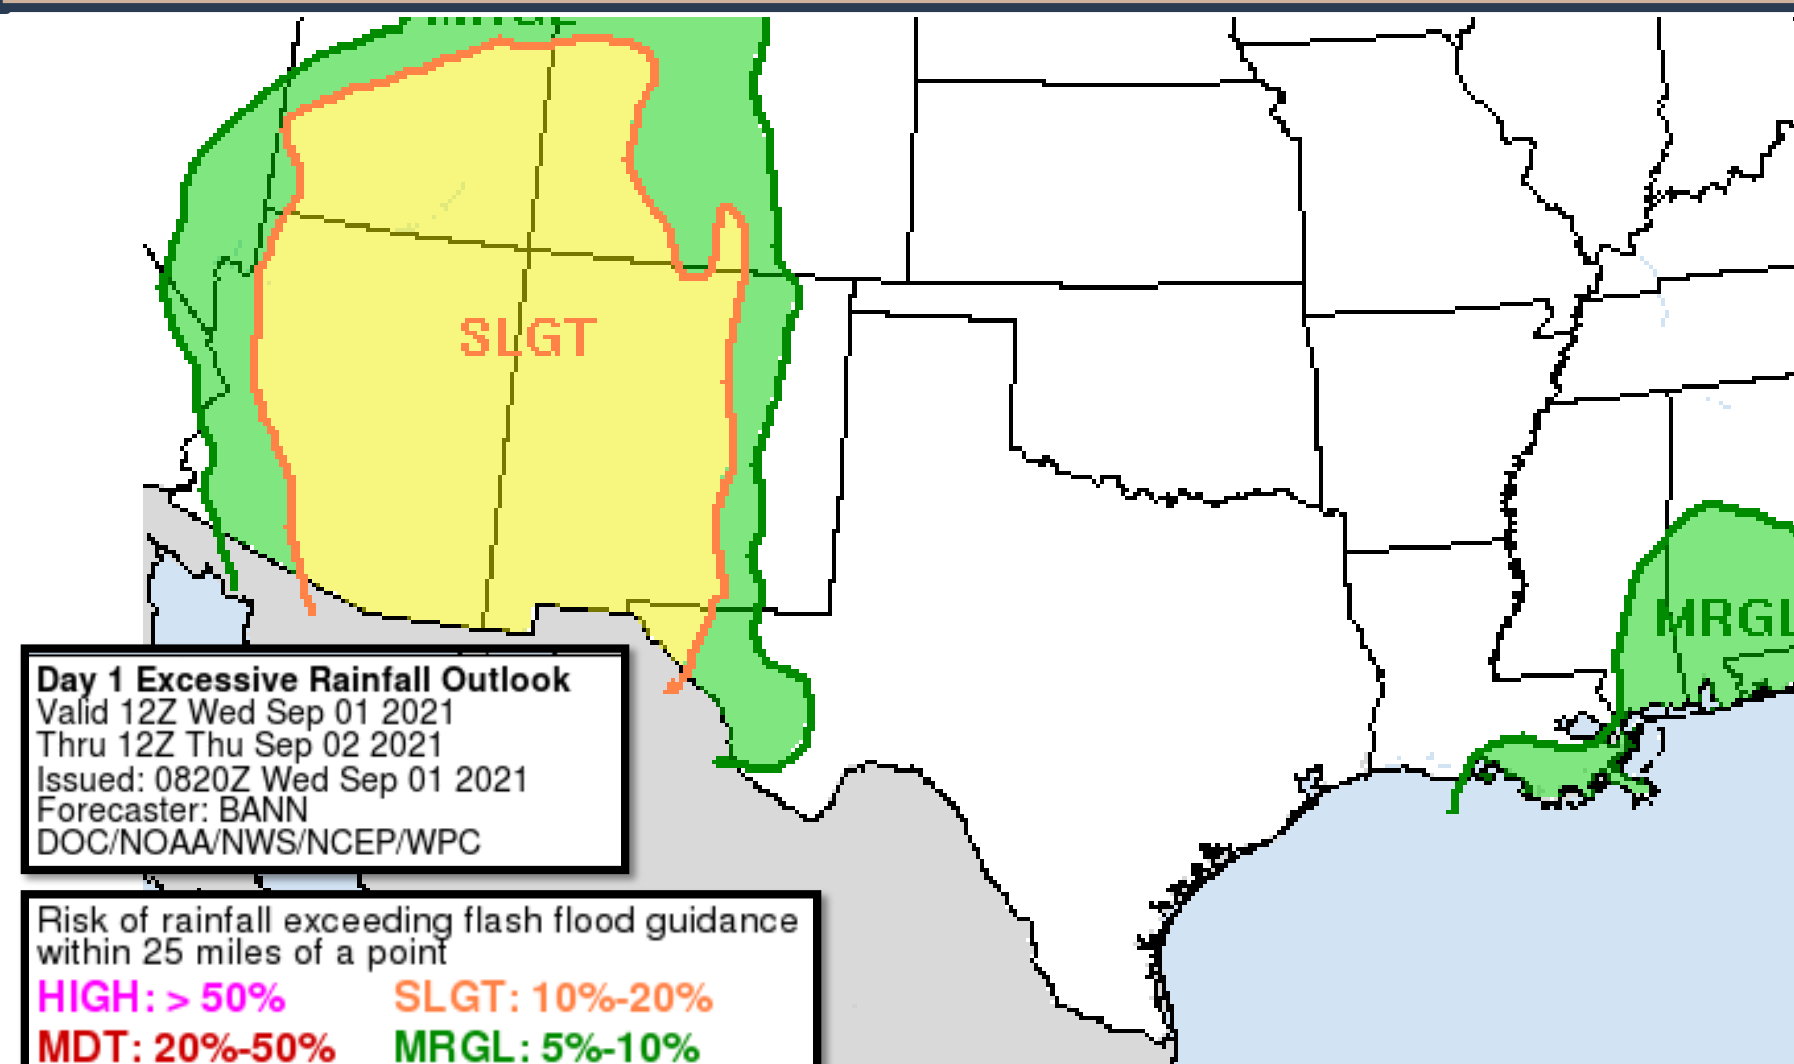 SLGT
MRGL
Day 1 Excessive Rainfall Outlook
Valid 12Z Wed Sep 01 2021
Thru 12Z Thu Sep 02 2021
Issued: 0820Z Wed Sep 01 2021
Forecaster: BANN
DOC/NOAA/NWS/NCEP/WPC
Risk of rainfall exceeding flash flood guidance
within 25 miles of a point
HIGH: > 50% SLGT: 10%-20%
MDT: 20%-50% MRGL: 5%-10%